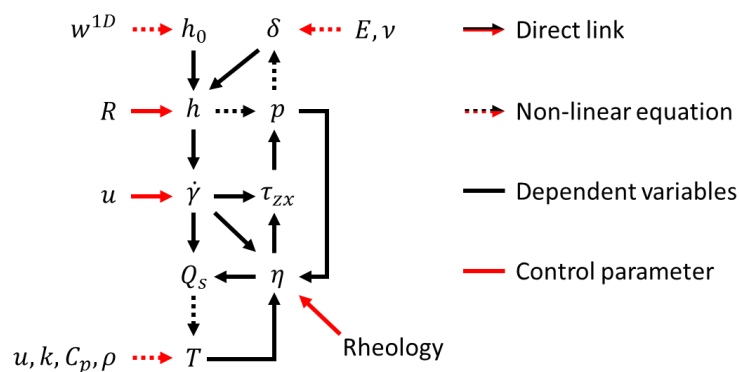 w^{1D} h_0 δ E, ν Direct link
R h p Non-linear equation
u γ̇ τ_{zx} Dependent variables
Q_s η Control parameter
Rheology
u, k, C_p, ρ T